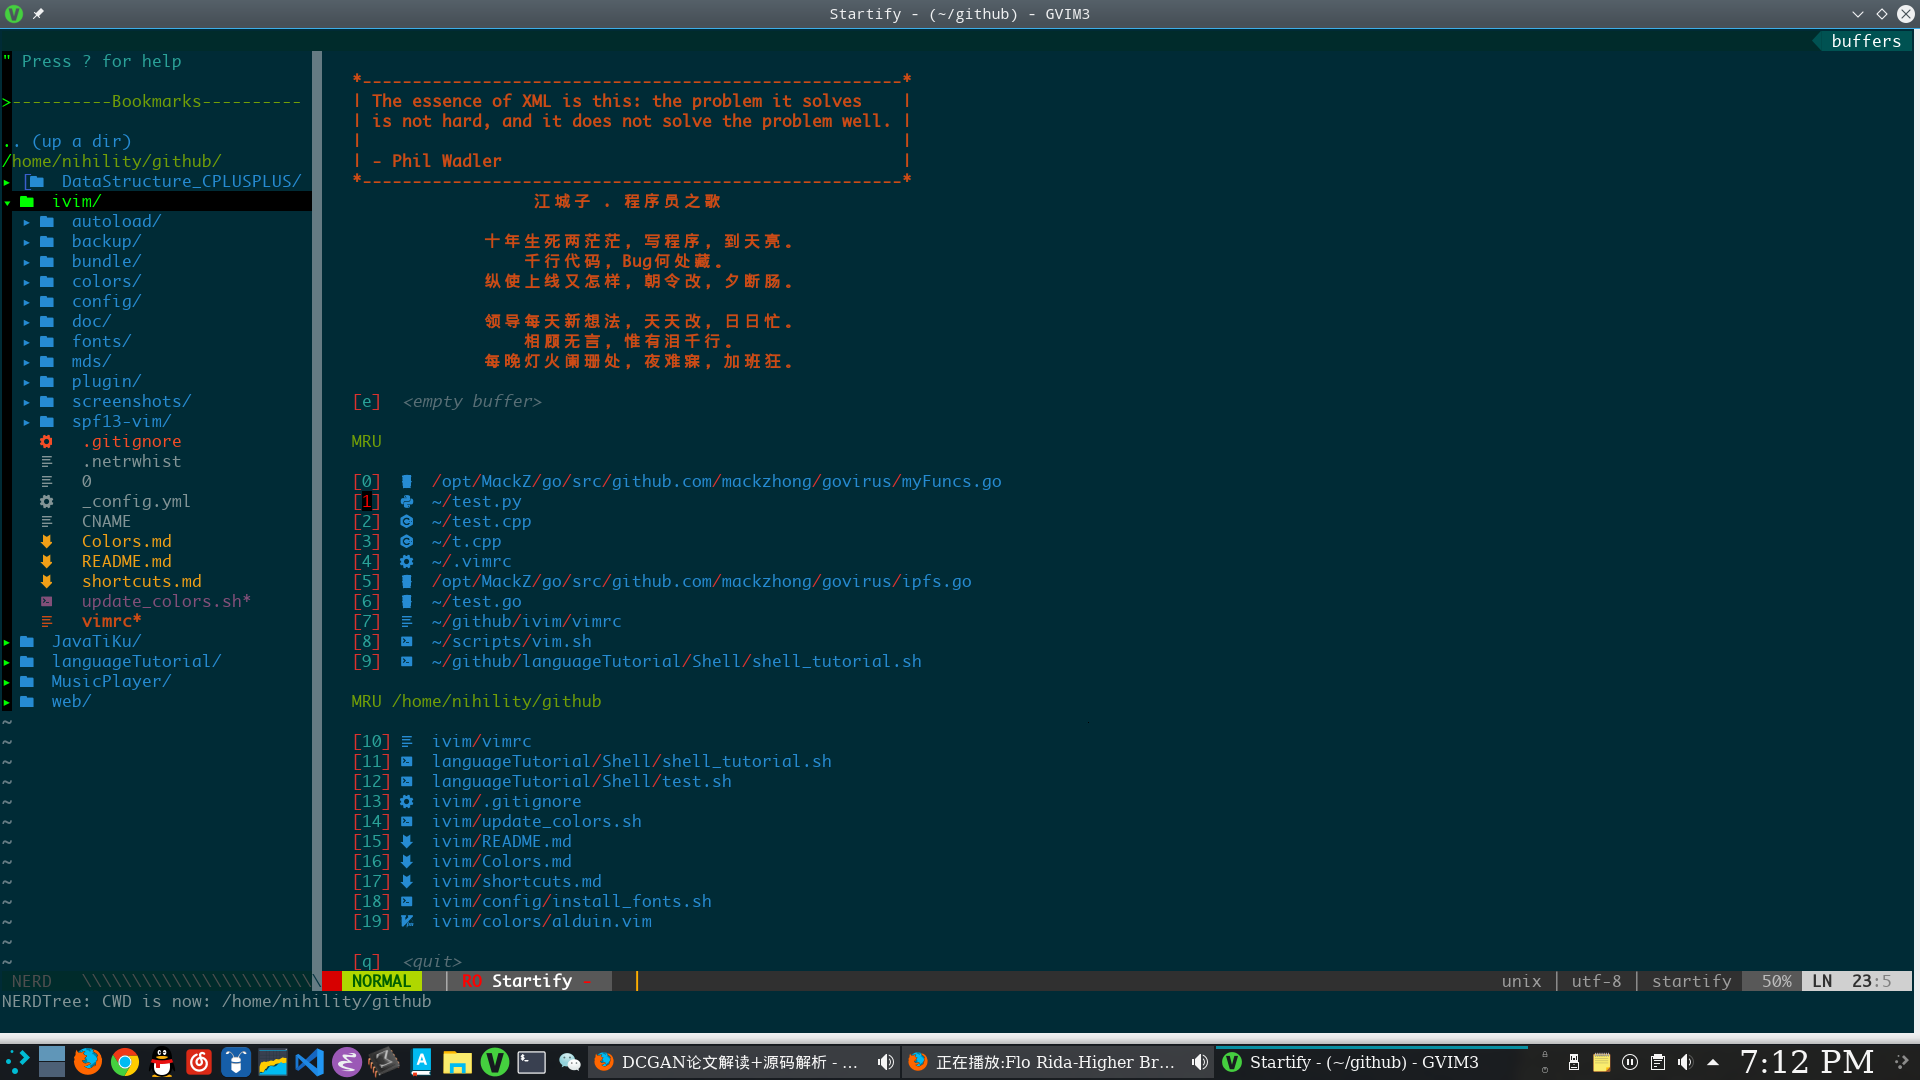 Startify - (~/github) - GVIM3
buffers
" Press ? for help
>----------Bookmarks----------
.. (up a dir)
/home/nihility/github/
▸ [ DataStructure_CPLUSPLUS/
▾ ivim/
▸ autoload/
▸ backup/
▸ bundle/
▸ colors/
▸ config/
▸ doc/
▸ fonts/
▸ mds/
▸ plugin/
▸ screenshots/
▸ spf13-vim/
.gitignore
.netrwhist
0
_config.yml
CNAME
Colors.md
README.md
shortcuts.md
update_colors.sh*
vimrc*
▸ JavaTiKu/
▸ languageTutorial/
▸ MusicPlayer/
▸ web/
~
~
~
~
~
~
~
~
~
~
~
~
~
*------------------------------------------------------*
| The essence of XML is this: the problem it solves    |
| is not hard, and it does not solve the problem well. |
|                                                      |
| - Phil Wadler                                        |
*------------------------------------------------------*
江城子 . 程序员之歌
十年生死两茫茫, 写程序, 到天亮。
千行代码, Bug何处藏。
纵使上线又怎样, 朝令改, 夕断肠。
领导每天新想法, 天天改, 日日忙。
相顾无言, 惟有泪千行。
每晚灯火阑珊处, 夜难寐, 加班狂。
[e] <empty buffer>
MRU
[0] /opt/MackZ/go/src/github.com/mackzhong/govirus/myFuncs.go
[1] ~/test.py
[2] ~/test.cpp
[3] ~/t.cpp
[4] ~/.vimrc
[5] /opt/MackZ/go/src/github.com/mackzhong/govirus/ipfs.go
[6] ~/test.go
[7] ~/github/ivim/vimrc
[8] ~/scripts/vim.sh
[9] ~/github/languageTutorial/Shell/shell_tutorial.sh
MRU /home/nihility/github
[10] ivim/vimrc
[11] languageTutorial/Shell/shell_tutorial.sh
[12] languageTutorial/Shell/test.sh
[13] ivim/.gitignore
[14] ivim/update_colors.sh
[15] ivim/README.md
[16] ivim/Colors.md
[17] ivim/shortcuts.md
[18] ivim/config/install_fonts.sh
[19] ivim/colors/alduin.vim
[q] <quit>
NERD \\\\\\\\\\\\\\\\\\\\\\\\ NORMAL | RO Startify - unix | utf-8 | startify 50% LN 23:5
NERDTree: CWD is now: /home/nihility/github
DCGAN论文解读+源码解析 - ... 正在播放:Flo Rida-Higher Br... Startify - (~/github) - GVIM3 7:12 PM